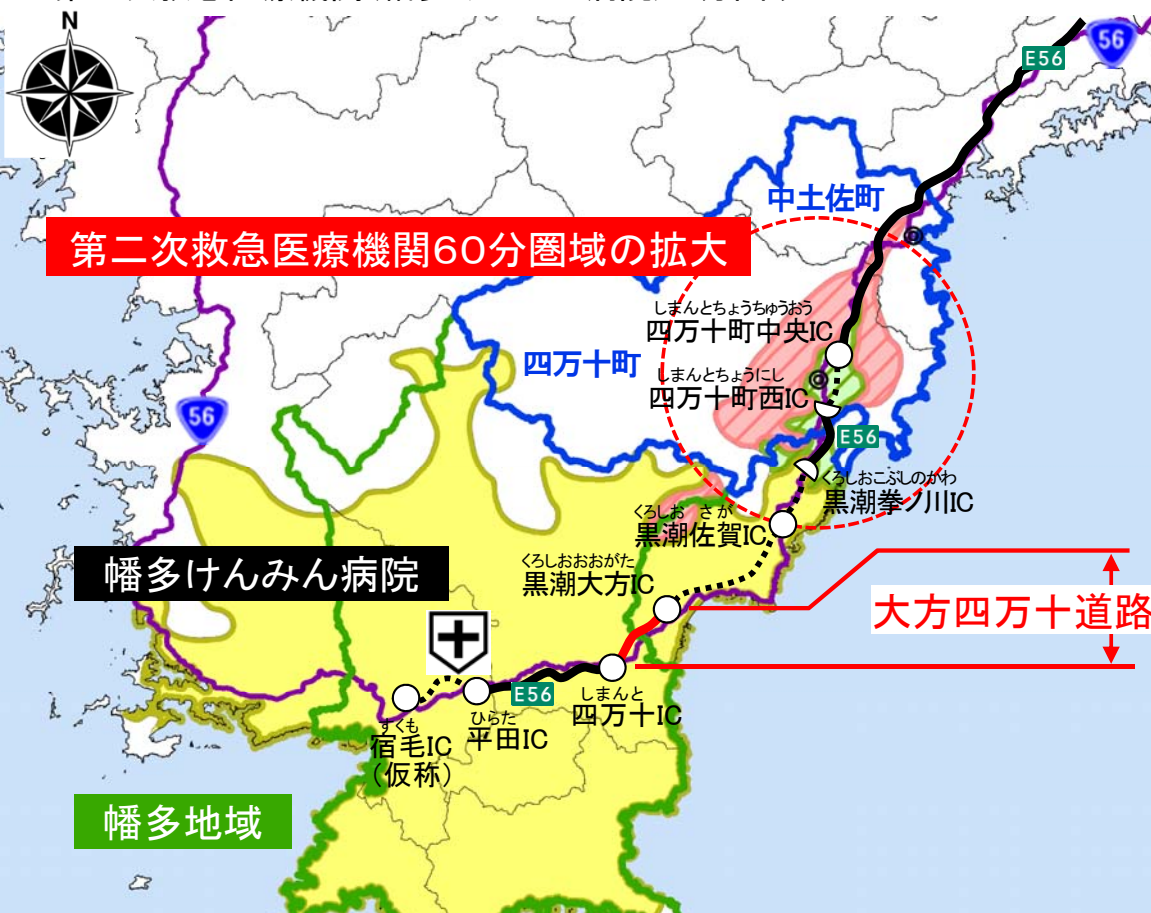 N
56
E56
中土佐町
第二次救急医療機関60分圏域の拡大
しまんとちょうちゅうおう
四万十町中央IC
四万十町
しまんとちょうにし
四万十町西IC
56
E56
くろしおこぶしのかわ
黒潮拳ノ川IC
くろしおさが
黒潮佐賀IC
幡多けんみん病院
くろしおおおがた
黒潮大方IC
大方四万十道路
E56
しまんと
四万十IC
ひらた
平田IC
すくも
宿毛IC
(仮称)
幡多地域